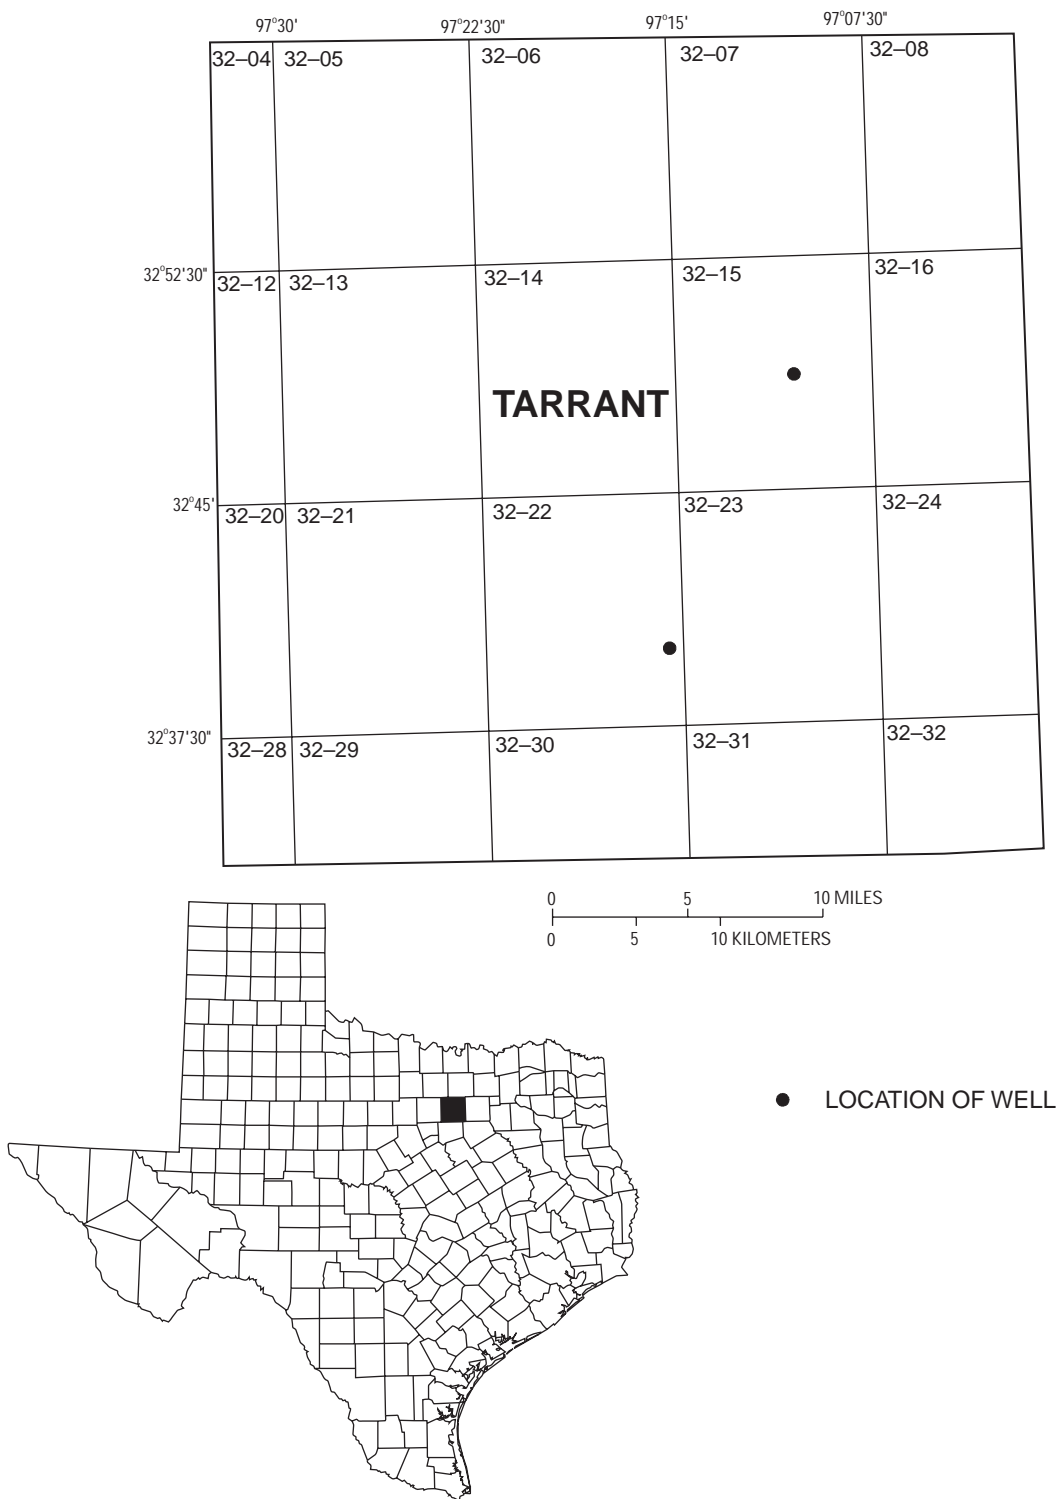 97°30' 97°22'30" 97°15' 97°07'30"
32–04 32–05 32–06 32–07 32–08
32°52'30"
32–12 32–13 32–14 32–15 32–16
TARRANT
32°45'
32–20 32–21 32–22 32–23 32–24
32°37'30"
32–28 32–29 32–30 32–31 32–32
0 5 10 MILES
0 5 10 KILOMETERS
LOCATION OF WELL